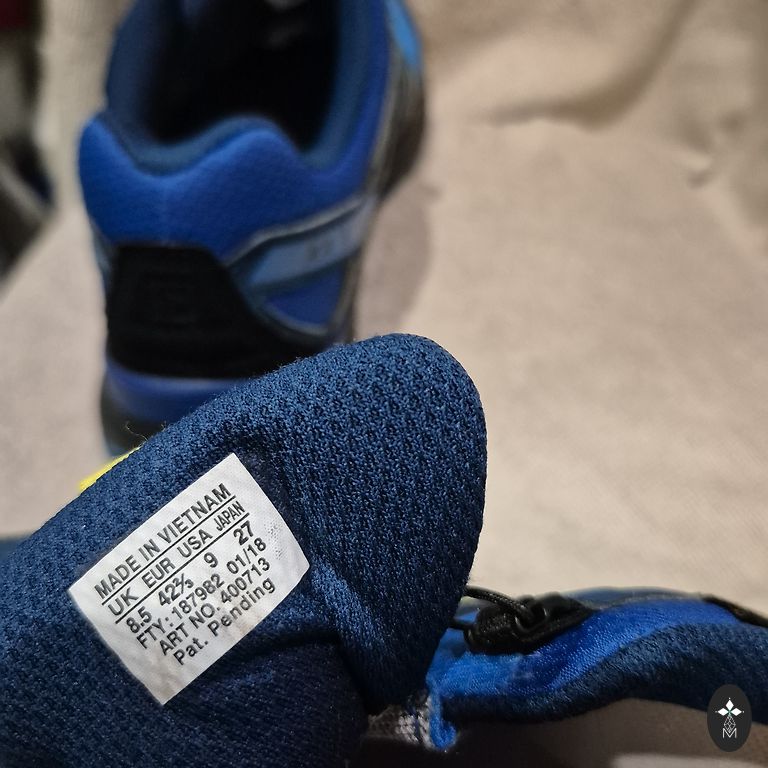 MADE IN VIETNAM
UK EUR USA JAPAN
8.5 42⅔ 9 27
FTY: 187982 01/18
ART NO. 400713
Pat. Pending
M